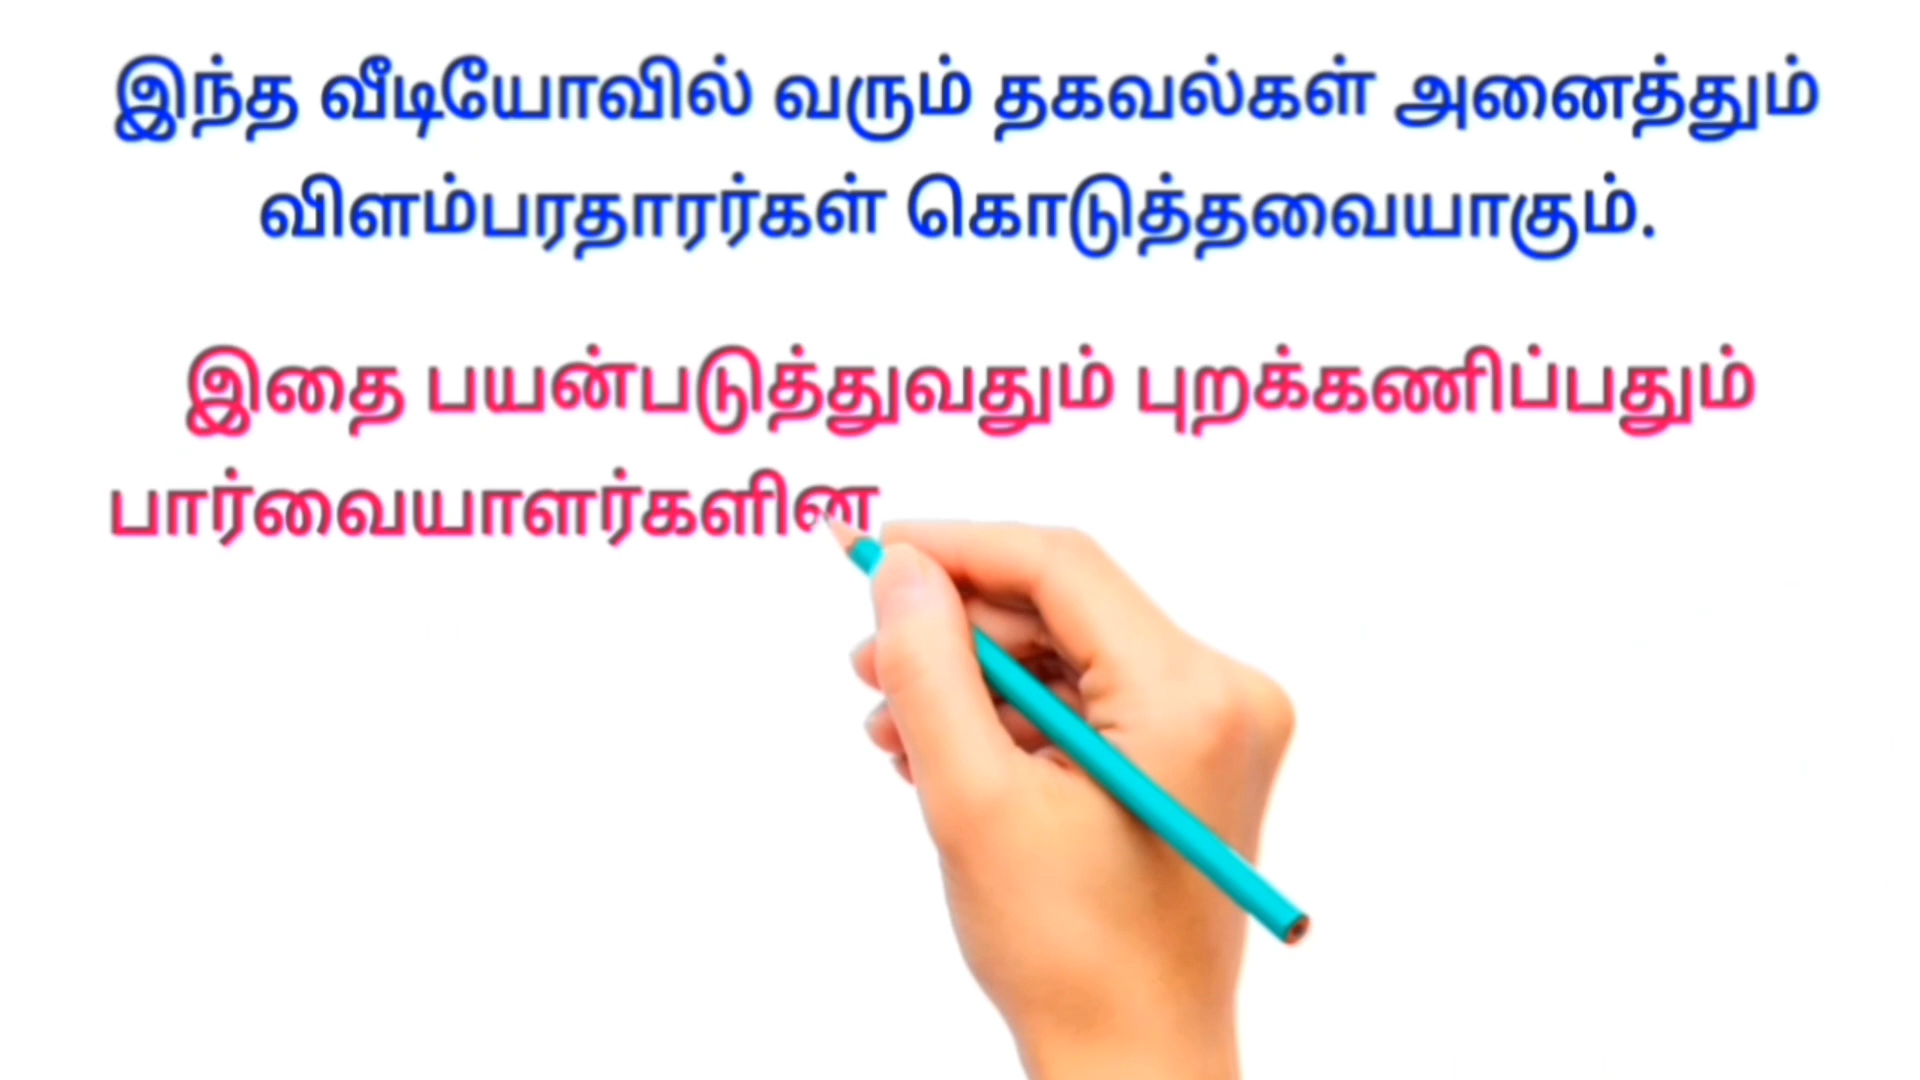 இந்த வீடியோவில் வரும் தகவல்கள் அனைத்தும்
விளம்பரதாரர்கள் கொடுத்தவையாகும்.
இதை பயன்படுத்துவதும் புறக்கணிப்பதும்
பார்வையாளர்களின